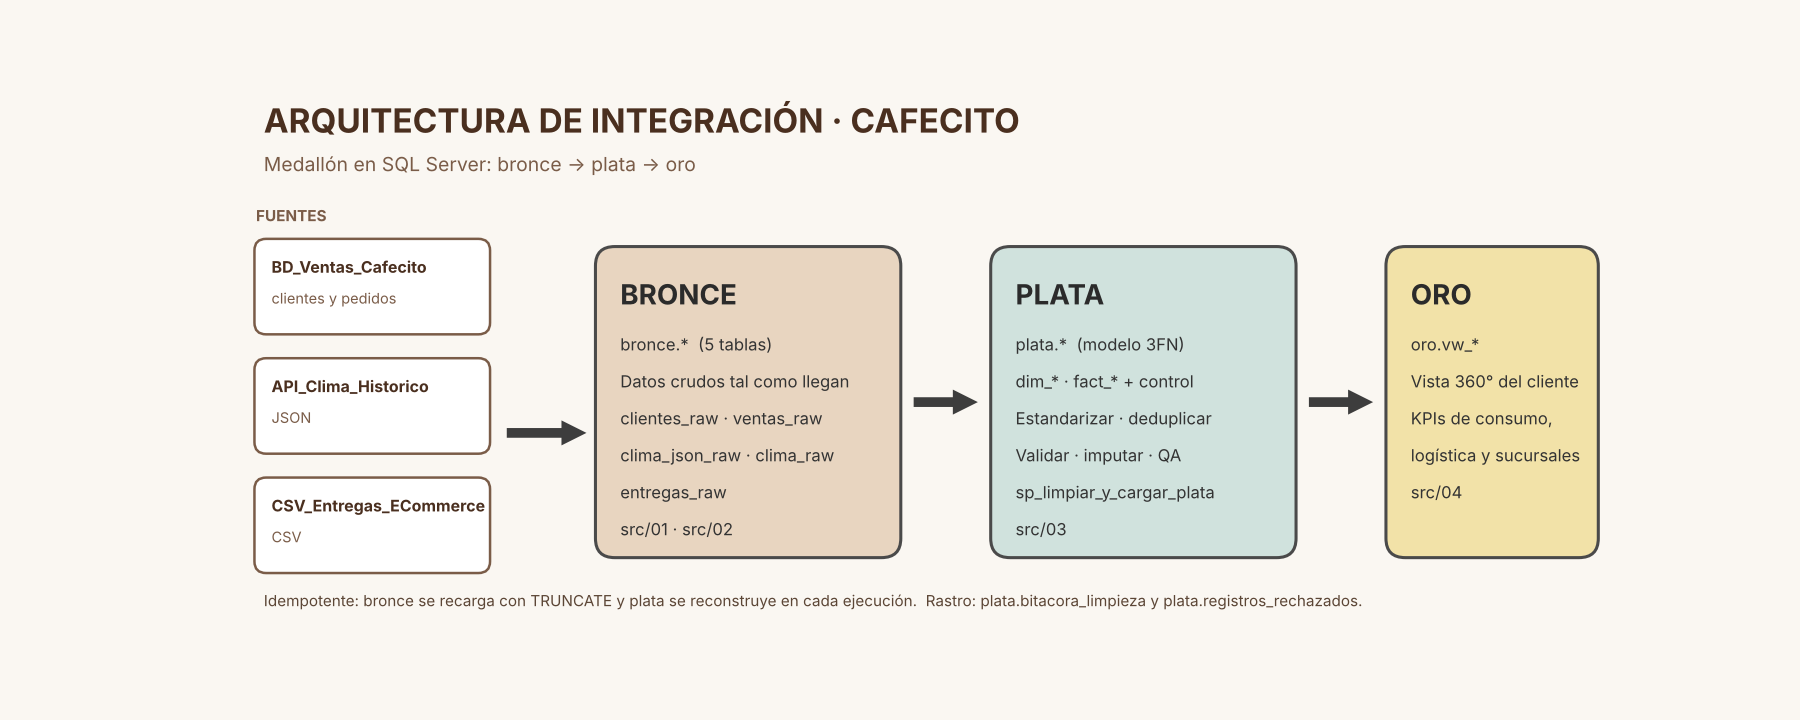 ARQUITECTURA DE INTEGRACIÓN · CAFECITO
Medallón en SQL Server: bronce → plata → oro
FUENTES
BD_Ventas_Cafecito
clientes y pedidos
API_Clima_Historico
JSON
CSV_Entregas_ECommerce
CSV
BRONCE
bronce.* (5 tablas)
Datos crudos tal como llegan
clientes_raw · ventas_raw
clima_json_raw · clima_raw
entregas_raw
src/01 · src/02
PLATA
plata.* (modelo 3FN)
dim_* · fact_* + control
Estandarizar · deduplicar
Validar · imputar · QA
sp_limpiar_y_cargar_plata
src/03
ORO
oro.vw_*
Vista 360° del cliente
KPIs de consumo,
logística y sucursales
src/04
Idempotente: bronce se recarga con TRUNCATE y plata se reconstruye en cada ejecución. Rastro: plata.bitacora_limpieza y plata.registros_rechazados.